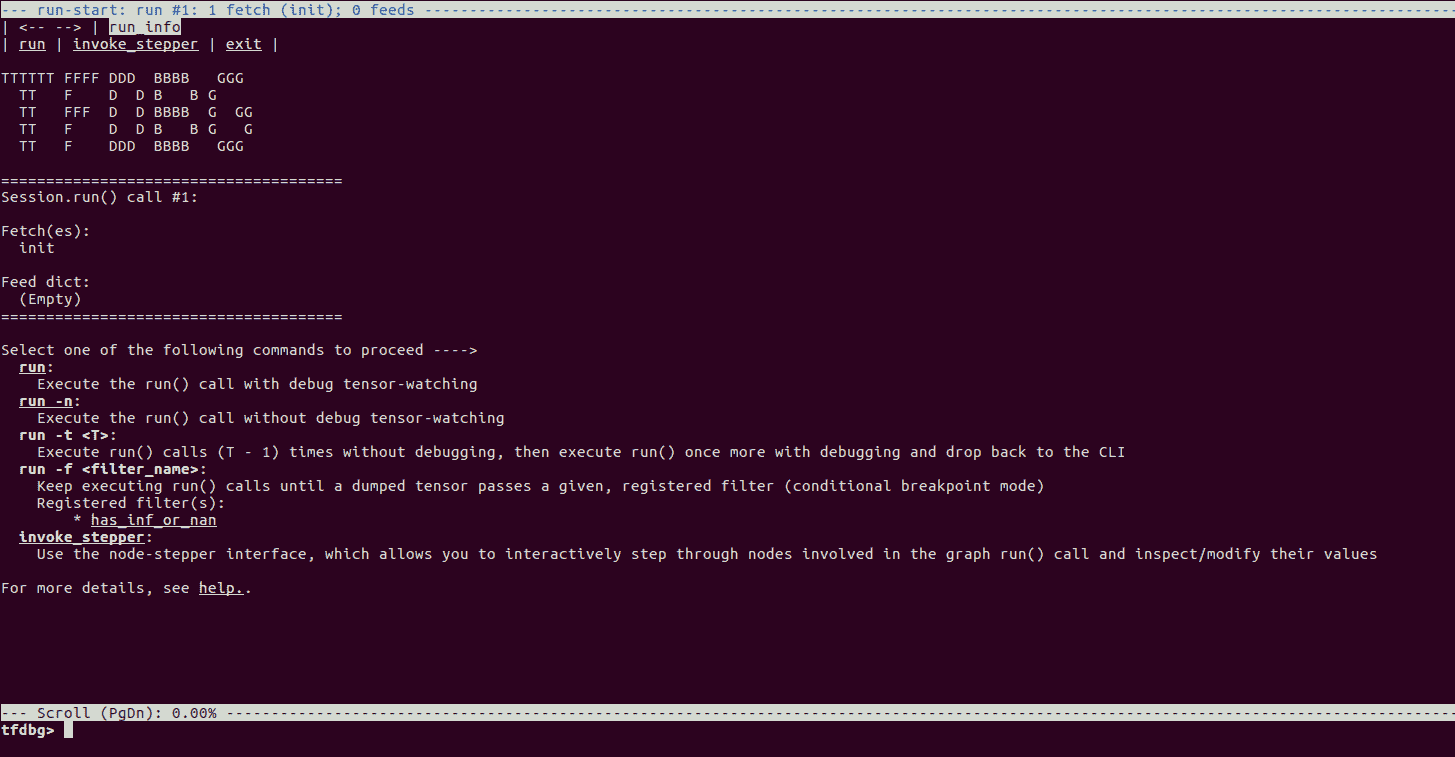 --- run-start: run #1: 1 fetch (init); 0 feeds ------------------------------------------------------------------------------------------------------------------
| <-- --> | run_info
| run | invoke_stepper | exit |
TTTTTT FFFF DDD  BBBB   GGG
  TT   F    D  D B   B G
  TT   FFF  D  D BBBB  G  GG
  TT   F    D  D B   B G   G
  TT   F    DDD  BBBB   GGG
======================================
Session.run() call #1:
Fetch(es):
  init
Feed dict:
  (Empty)
======================================
Select one of the following commands to proceed ---->
  run:
    Execute the run() call with debug tensor-watching
  run -n:
    Execute the run() call without debug tensor-watching
  run -t <T>:
    Execute run() calls (T - 1) times without debugging, then execute run() once more with debugging and drop back to the CLI
  run -f <filter_name>:
    Keep executing run() calls until a dumped tensor passes a given, registered filter (conditional breakpoint mode)
    Registered filter(s):
        * has_inf_or_nan
  invoke_stepper:
    Use the node-stepper interface, which allows you to interactively step through nodes involved in the graph run() call and inspect/modify their values
For more details, see help..
--- Scroll (PgDn): 0.00% -----------------------------------------------------------------------------------------------------------------------------------------
tfdbg>